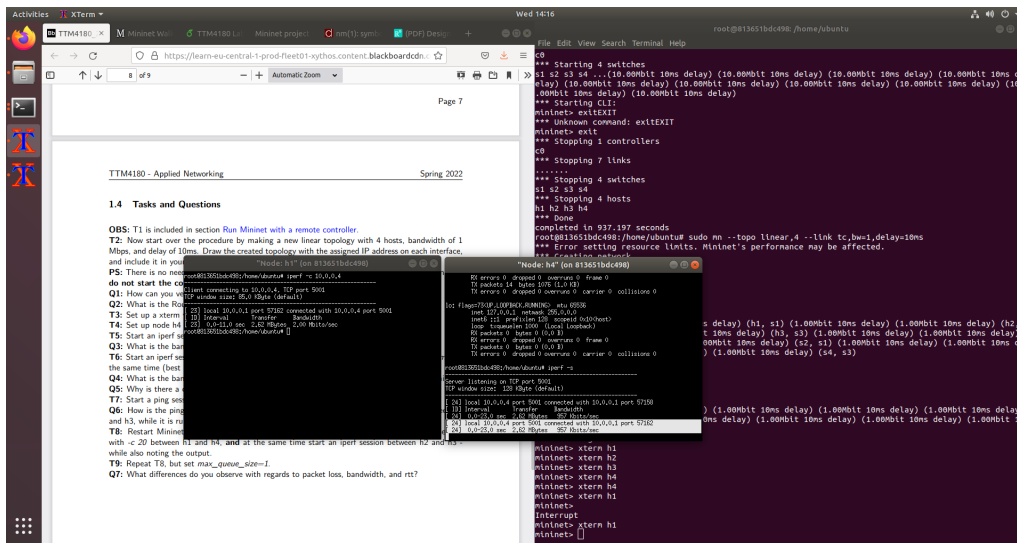 Activities
XTerm
Wed 14:16
TTM4180_
Mininet Wal
TTM4180 La
Mininet project
nm(1): symb
(PDF) Desig
https://learn-eu-central-1-prod-fleet01-xythos.content.blackboardcdn.c
8 of 9
Automatic Zoom
Page 7
TTM4180 - Applied Networking
Spring 2022
1.4 Tasks and Questions
OBS: T1 is included in section Run Mininet with a remote controller.
T2: Now start over the procedure by making a new linear topology with 4 hosts, bandwidth of 1
Mbps, and delay of 10ms. Draw the created topology with the assigned IP address on each interface,
and include it in your
PS: There is no nee
do not start the co
Q1: How can you ve
Q2: What is the Ro
T3: Set up a xterm
T4: Set up node h4
T5: Start an iperf se
Q3: What is the ban
T6: Start an iperf se
the same time (best
Q4: What is the ban
Q5: Why is there a
T7: Start a ping ses
Q6: How is the ping
and h3, while it is ru
T8: Restart Mininet
with -c 20 between h1 and h4, and at the same time start an iperf session between h2 and h3 -
while also noting the output.
T9: Repeat T8, but set max_queue_size=1.
Q7: What differences do you observe with regards to packet loss, bandwidth, and rtt?
"Node: h1" (on 813651bdc498)
root@813651bdc498:/home/ubuntu# iperf -c 10.0.0.4
Client connecting to 10.0.0.4, TCP port 5001
TCP window size: 85.0 KByte (default)
[ 23] local 10.0.0.1 port 57162 connected with 10.0.0.4 port 5001
[ ID] Interval Transfer Bandwidth
[ 23] 0.0-11.0 sec 2.62 MBytes 2.00 Mbits/sec
root@813651bdc498:/home/ubuntu#
"Node: h4" (on 813651bdc498)
RX errors 0 dropped 0 overruns 0 frame 0
TX packets 14 bytes 1076 (1.0 KB)
TX errors 0 dropped 0 overruns 0 carrier 0 collisions 0
lo: flags=73<UP,LOOPBACK,RUNNING> mtu 65536
inet 127.0.0.1 netmask 255.0.0.0
inet6 ::1 prefixlen 128 scopeid 0x10<host>
loop txqueuelen 1000 (Local Loopback)
RX packets 0 bytes 0 (0.0 B)
RX errors 0 dropped 0 overruns 0 frame 0
TX packets 0 bytes 0 (0.0 B)
TX errors 0 dropped 0 overruns 0 carrier 0 collisions 0
root@813651bdc498:/home/ubuntu# iperf -s
Server listening on TCP port 5001
TCP window size: 128 KByte (default)
[ 24] local 10.0.0.4 port 5001 connected with 10.0.0.1 port 57158
[ ID] Interval Transfer Bandwidth
[ 24] 0.0-23.0 sec 2.62 MBytes 957 Kbits/sec
[ 24] local 10.0.0.4 port 5001 connected with 10.0.0.1 port 57162
[ 24] 0.0-23.0 sec 2.62 MBytes 957 Kbits/sec
root@813651bdc498: /home/ubuntu
File Edit View Search Terminal Help
c0
*** Starting 4 switches
s1 s2 s3 s4 ...(10.00Mbit 10ms delay) (10.00Mbit 10ms delay) (10.00Mbit 10ms delay) (10.00Mbit 10ms
elay) (10.00Mbit 10ms delay) (10.00Mbit 10ms delay) (10.00Mbit 10ms delay) (10.00Mbit 10ms delay)
.00Mbit 10ms delay) (10.00Mbit 10ms delay)
*** Starting CLI:
mininet> exitEXIT
*** Unknown command: exitEXIT
mininet> exit
*** Stopping 1 controllers
c0
*** Stopping 7 links
.......
*** Stopping 4 switches
s1 s2 s3 s4
*** Stopping 4 hosts
h1 h2 h3 h4
*** Done
completed in 937.197 seconds
root@813651bdc498:/home/ubuntu# sudo mn --topo linear,4 --link tc,bw=1,delay=10ms
*** Error setting resource limits. Mininet's performance may be affected.
*** Creating network
s delay) (h1, s1) (1.00Mbit 10ms delay) (1.00Mbit 10ms delay) (h2,
t 10ms delay) (h3, s3) (1.00Mbit 10ms delay) (1.00Mbit 10ms delay)
00Mbit 10ms delay) (s2, s1) (1.00Mbit 10ms delay) (1.00Mbit 10ms d
) (1.00Mbit 10ms delay) (s4, s3)
) (1.00Mbit 10ms delay) (1.00Mbit 10ms delay) (1.00Mbit 10ms delay
00Mbit 10ms delay) (1.00Mbit 10ms delay) (1.00Mbit 10ms delay)
mininet> xterm h1
mininet> xterm h2
mininet> xterm h3
mininet> xterm h4
mininet> xterm h4
mininet> xterm h1
mininet>
Interrupt
mininet> xterm h1
mininet>